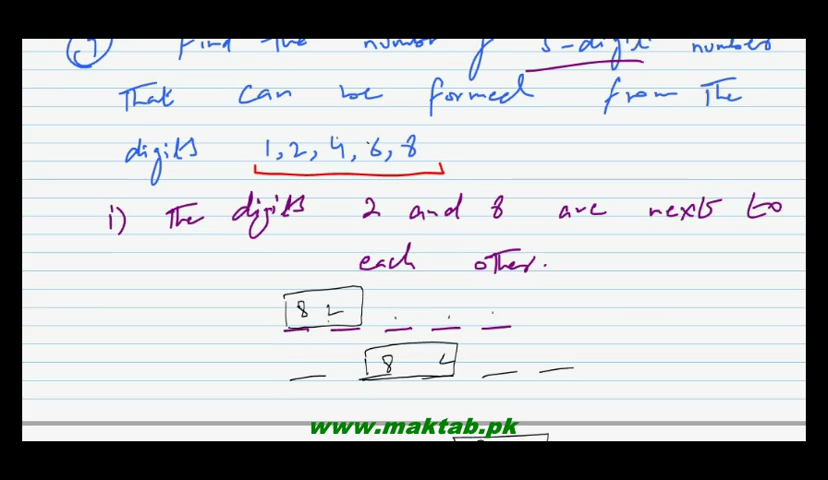 Find the number of 5-digit numbers
that can be formed from the
digits 1, 2, 4, 6, 8
i) The digits 2 and 8 are next to
each other.
8 2
8 4
www.maktab.pk